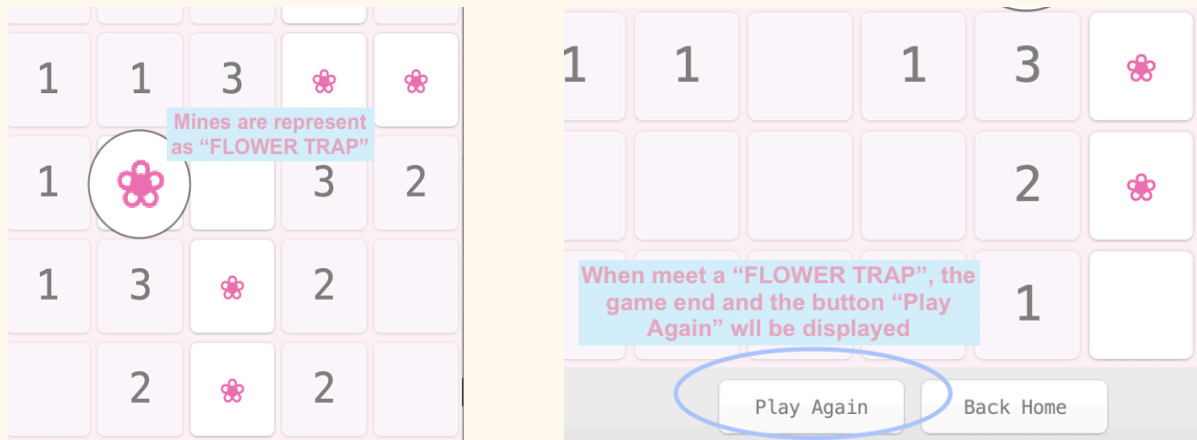 1 1 3
Mines are represent
as “FLOWER TRAP”
1 3 2
1 3 2
2 2
1 1 1 3
2
When meet a “FLOWER TRAP”, the
game end and the button “Play
Again” wll be displayed
1
Play Again Back Home